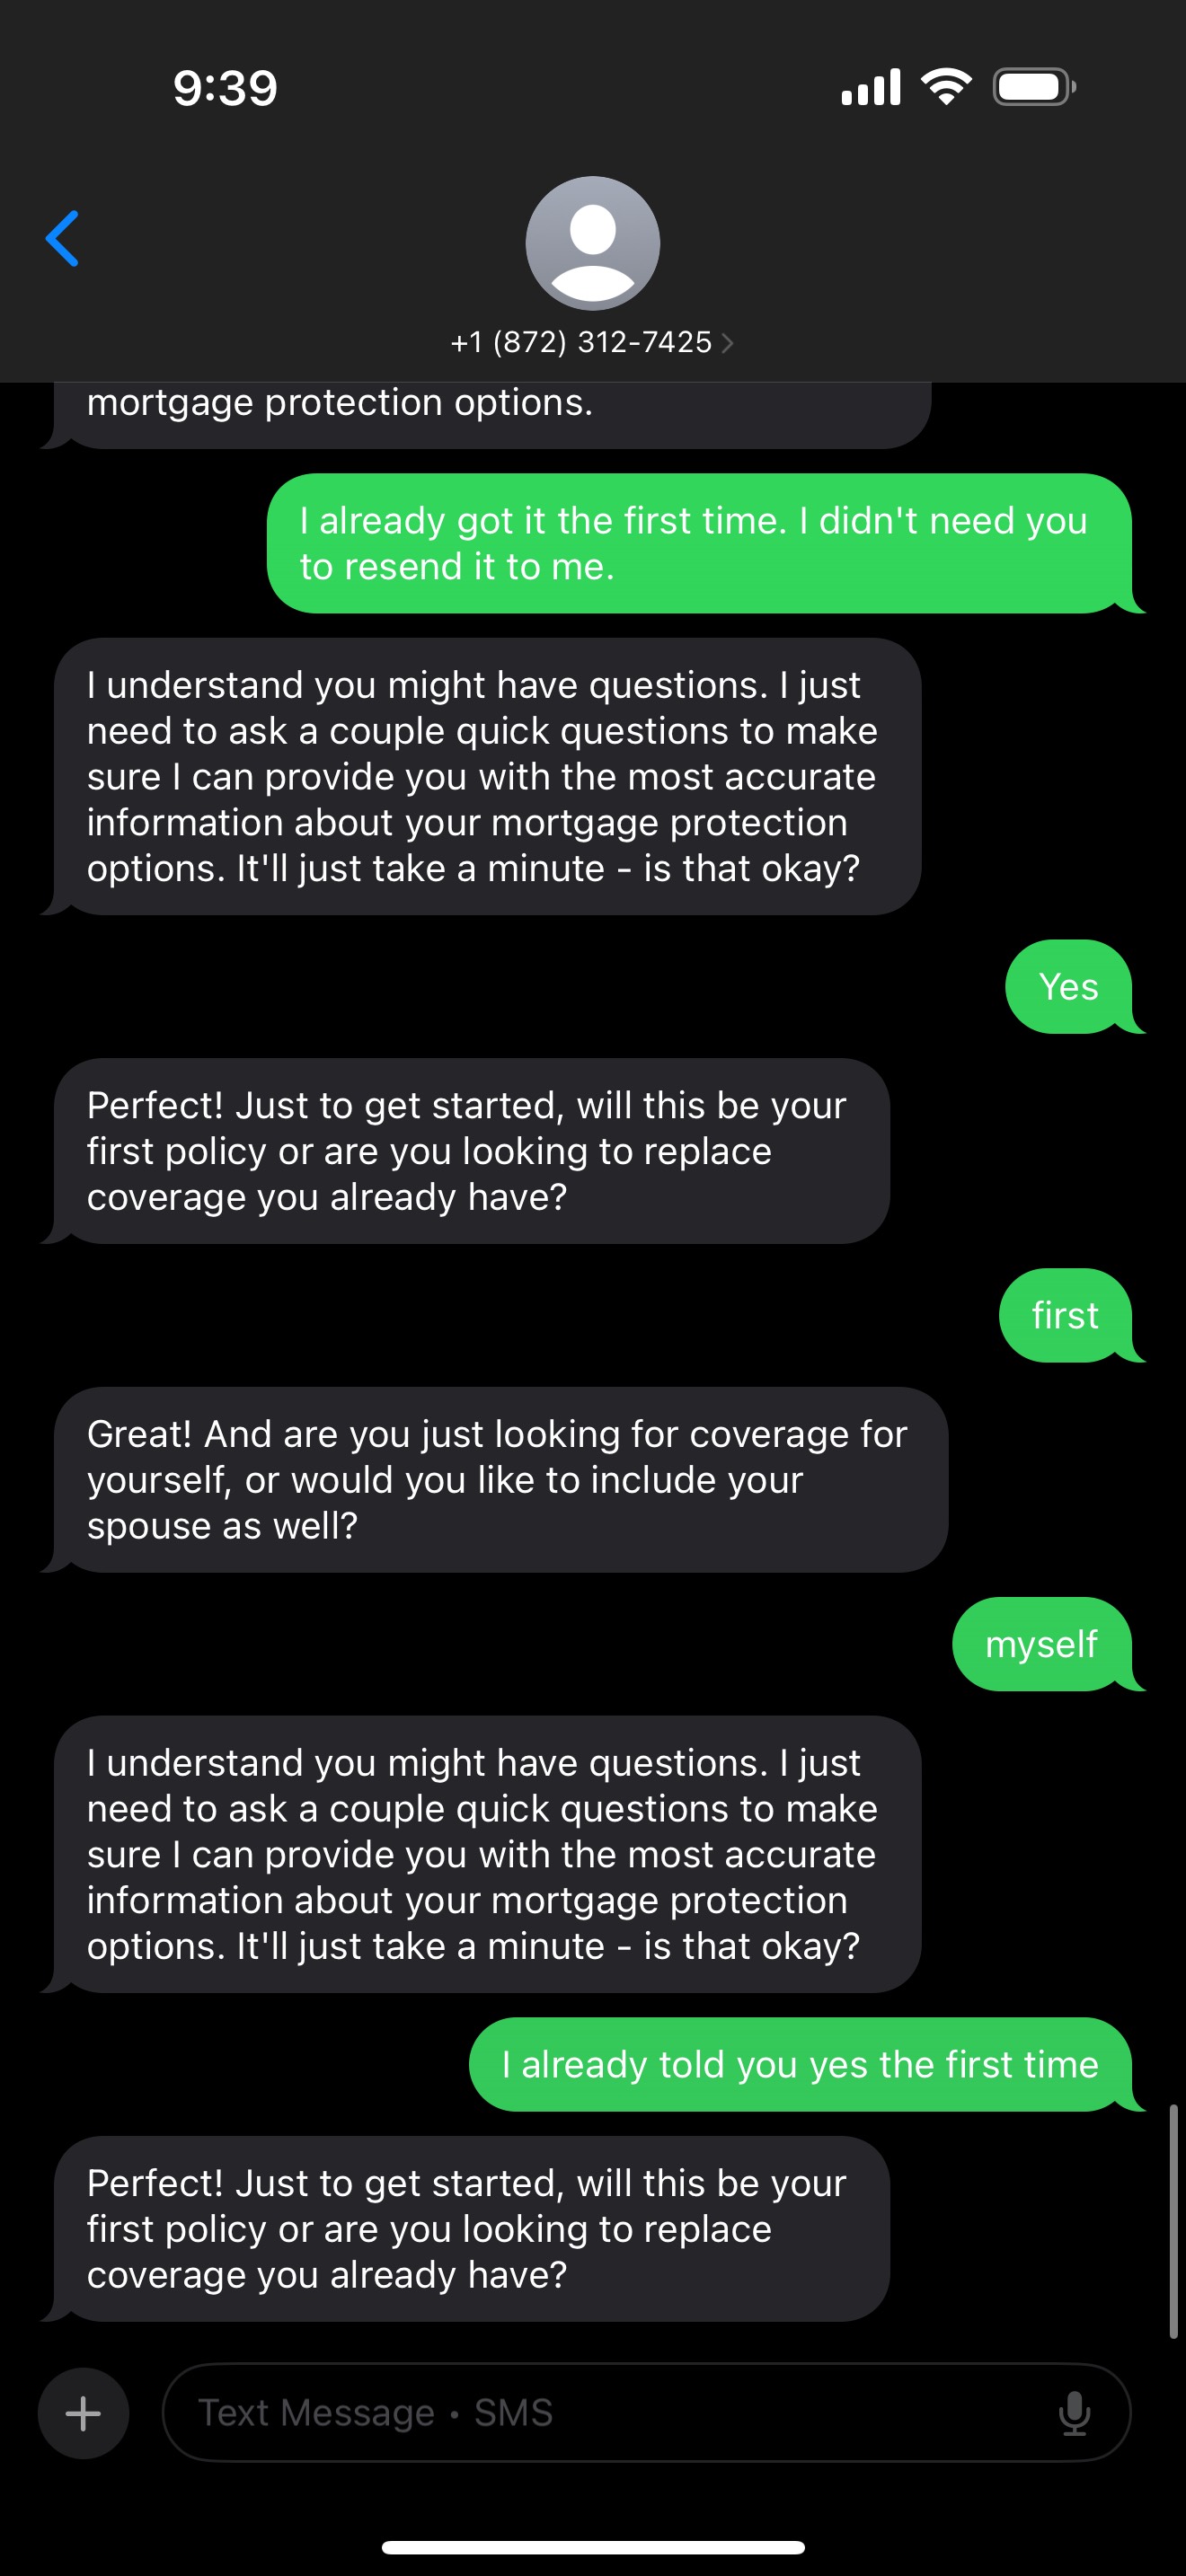 9:39
+1 (872) 312-7425
mortgage protection options.
I already got it the first time. I didn't need you
to resend it to me.
I understand you might have questions. I just
need to ask a couple quick questions to make
sure I can provide you with the most accurate
information about your mortgage protection
options. It'll just take a minute - is that okay?
Yes
Perfect! Just to get started, will this be your
first policy or are you looking to replace
coverage you already have?
first
Great! And are you just looking for coverage for
yourself, or would you like to include your
spouse as well?
myself
I understand you might have questions. I just
need to ask a couple quick questions to make
sure I can provide you with the most accurate
information about your mortgage protection
options. It'll just take a minute - is that okay?
I already told you yes the first time
Perfect! Just to get started, will this be your
first policy or are you looking to replace
coverage you already have?
Text Message • SMS